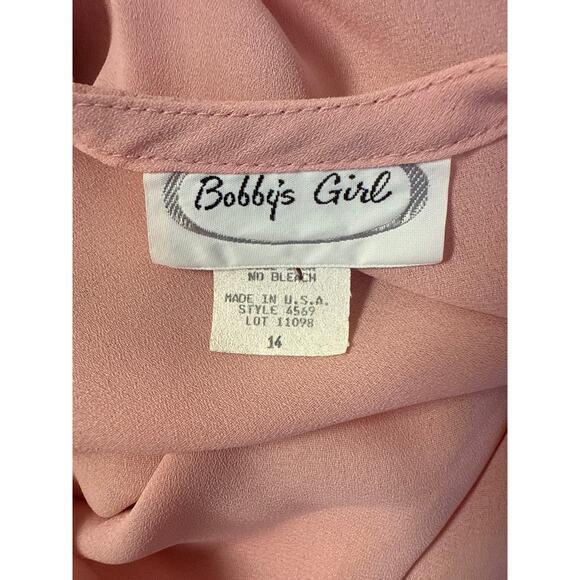 Bobby's Girl
NO BLEACH
MADE IN U.S.A.
STYLE 4569
LOT 11098
14